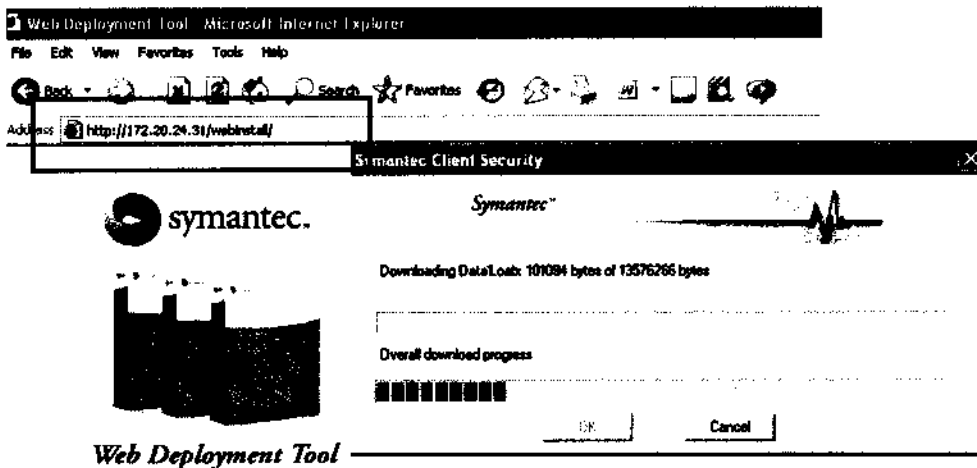 Web Deployment Tool - Microsoft Internet Explorer
File Edit View Favorites Tools Help
Back Search Favorites
Address http://172.20.24.31/webinstall/
Symantec Client Security
symantec.
Symantec™
Downloading Data1.cab: 101084 bytes of 13576266 bytes
Overall download progress
OK Cancel
Web Deployment Tool